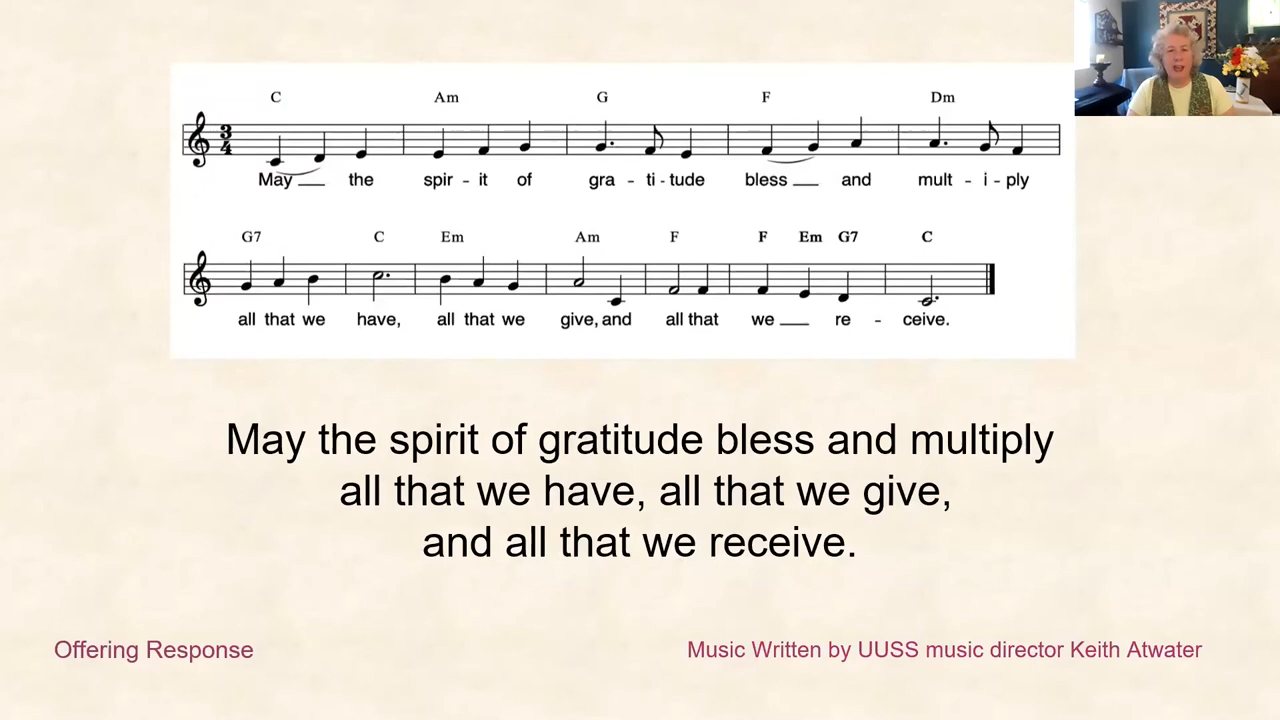 C Am G F Dm
3
4
May ___ the spir - it of gra - ti - tude bless ___ and mult - i - ply
G7 C Em Am F F Em G7 C
all that we have, all that we give, and all that we ___ re - ceive.
May the spirit of gratitude bless and multiply
all that we have, all that we give,
and all that we receive.
Offering Response
Music Written by UUSS music director Keith Atwater